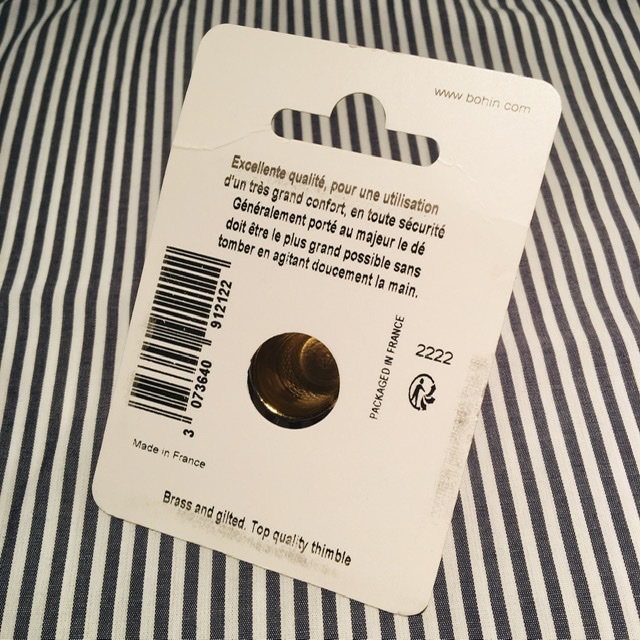 www.bohin.com
Excellente qualité, pour une utilisation
d'un très grand confort, en toute sécurité
Généralement porté au majeur le dé
doit être le plus grand possible sans
tomber en agitant doucement la main.
3 073640 912122
PACKAGED IN FRANCE
2222
Made in France
Brass and gilted. Top quality thimble